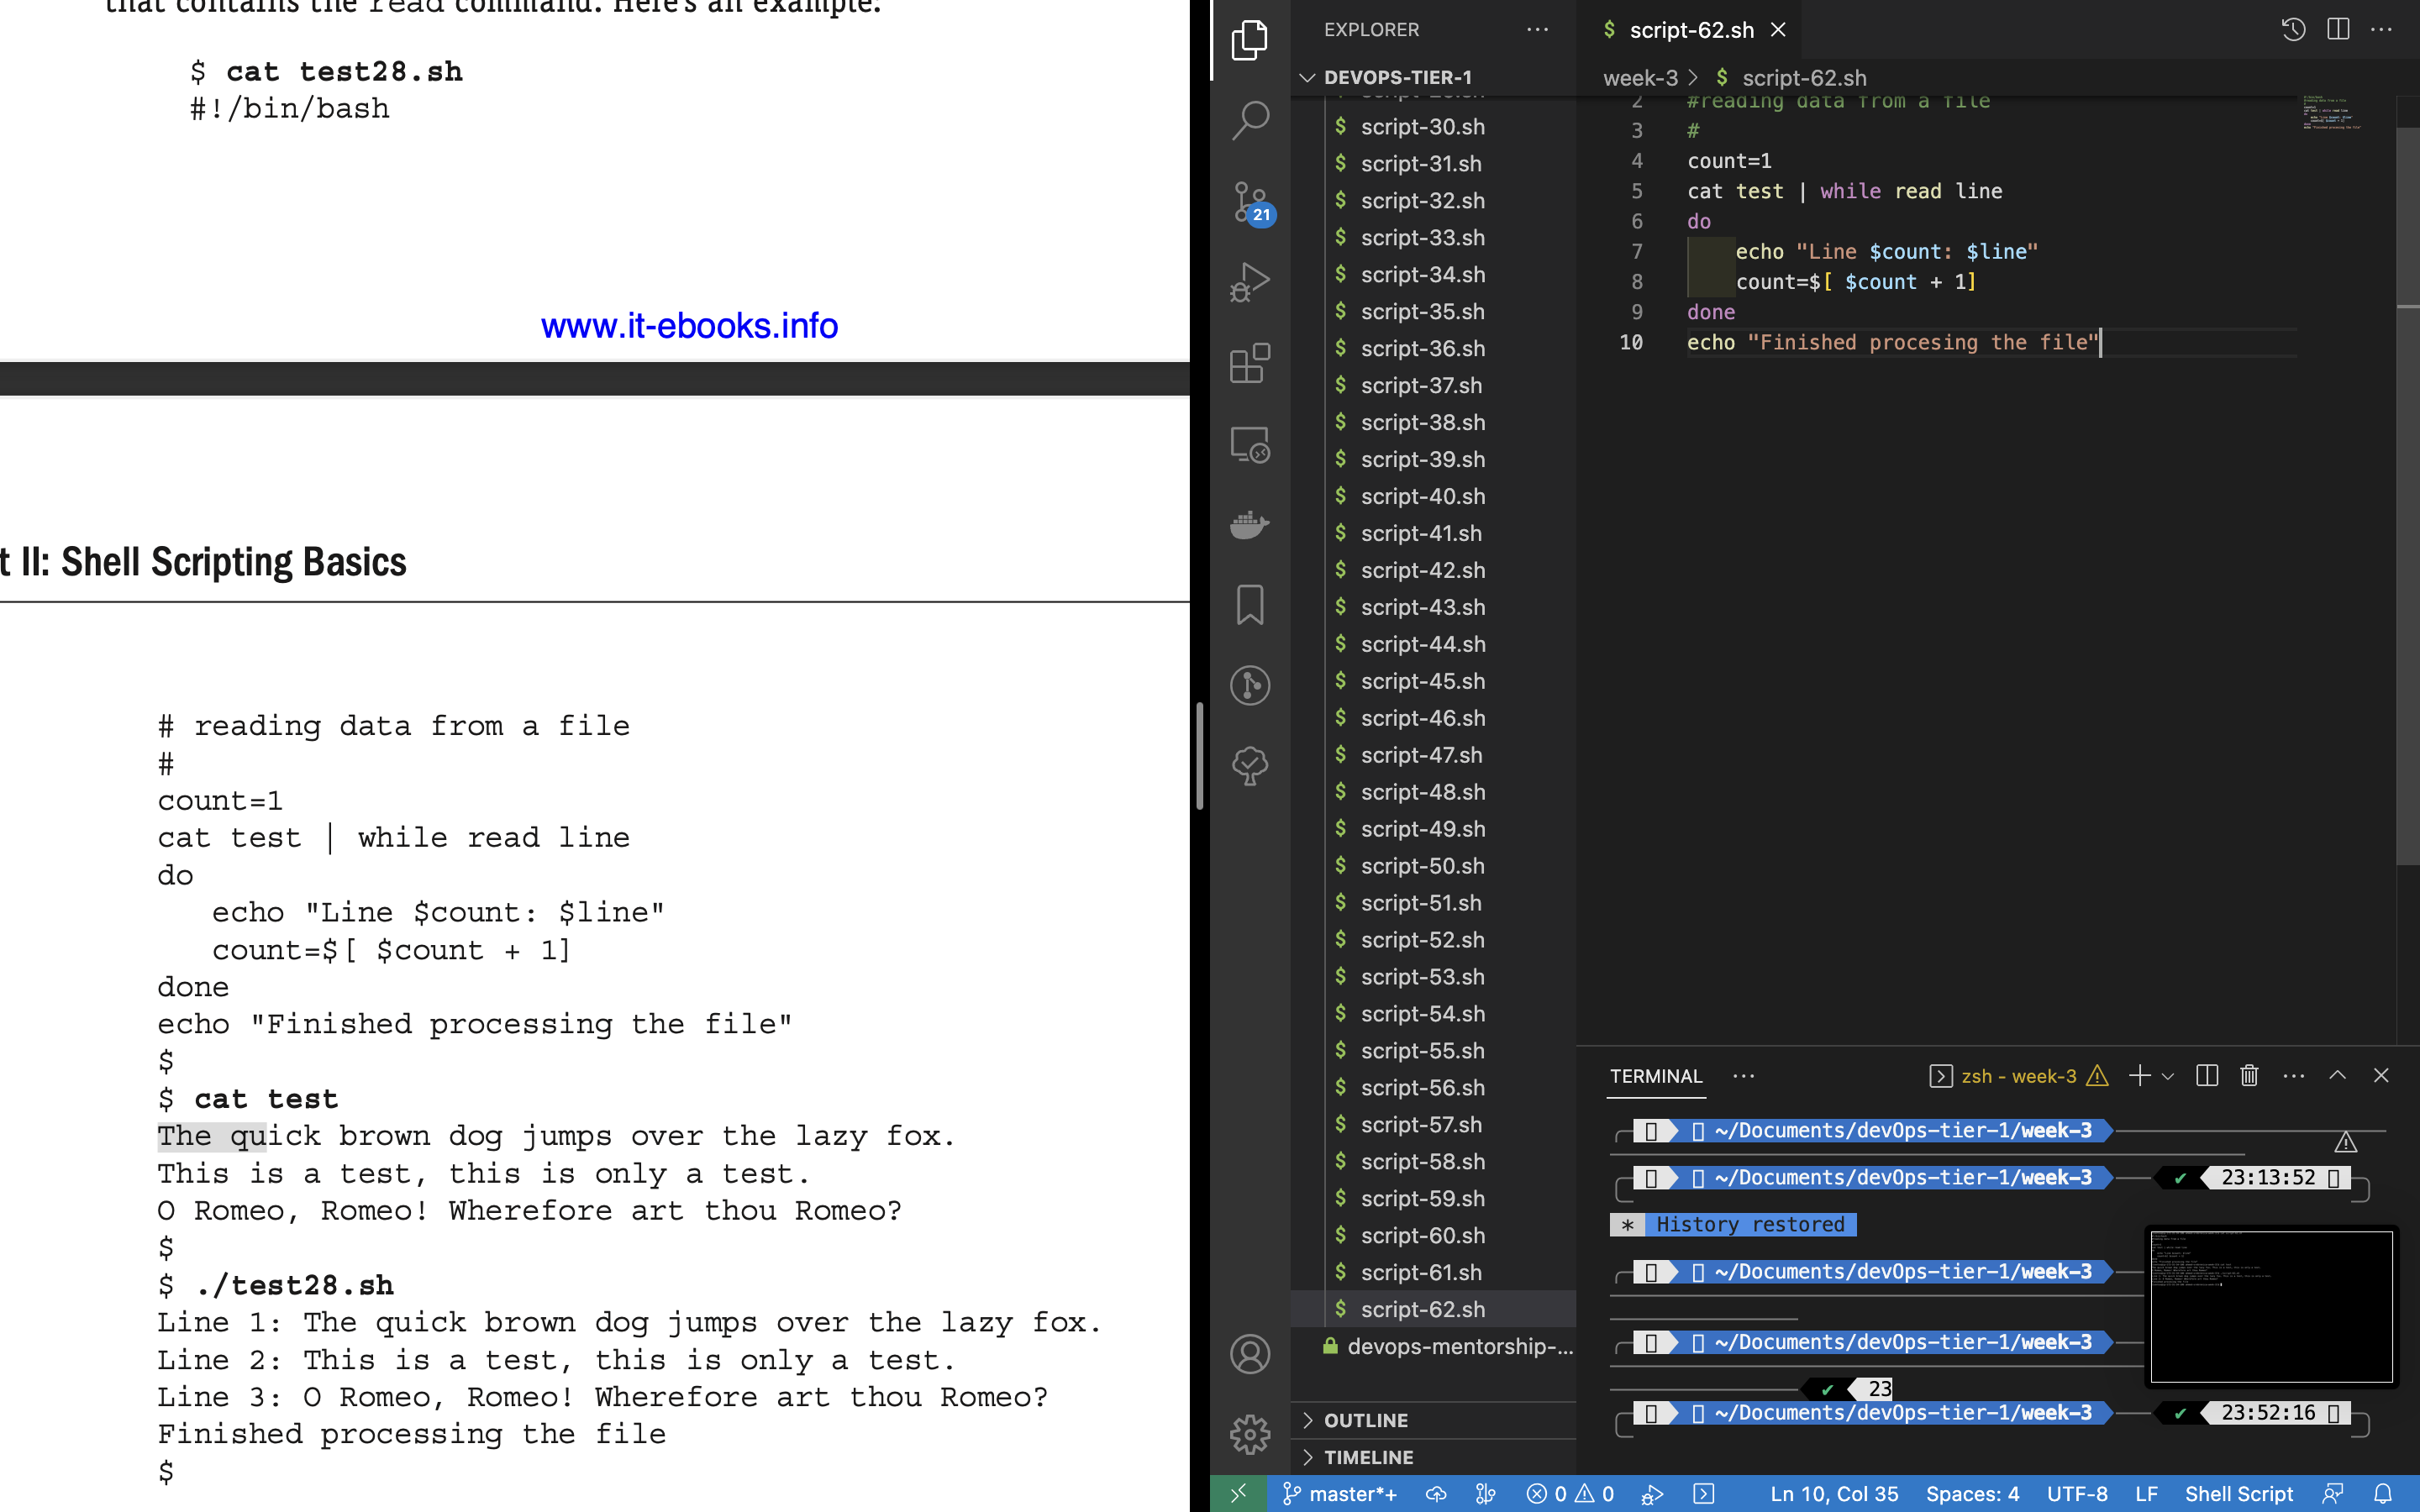 that contains the read command. Here's an example:
$ cat test28.sh
#!/bin/bash
www.it-ebooks.info
t II: Shell Scripting Basics
# reading data from a file
#
count=1
cat test | while read line
do
echo "Line $count: $line"
count=$[ $count + 1]
done
echo "Finished processing the file"
$
$ cat test
The quick brown dog jumps over the lazy fox.
This is a test, this is only a test.
O Romeo, Romeo! Wherefore art thou Romeo?
$
$ ./test28.sh
Line 1: The quick brown dog jumps over the lazy fox.
Line 2: This is a test, this is only a test.
Line 3: O Romeo, Romeo! Wherefore art thou Romeo?
Finished processing the file
$
21
EXPLORER
DEVOPS-TIER-1
$ script-30.sh
$ script-31.sh
$ script-32.sh
$ script-33.sh
$ script-34.sh
$ script-35.sh
$ script-36.sh
$ script-37.sh
$ script-38.sh
$ script-39.sh
$ script-40.sh
$ script-41.sh
$ script-42.sh
$ script-43.sh
$ script-44.sh
$ script-45.sh
$ script-46.sh
$ script-47.sh
$ script-48.sh
$ script-49.sh
$ script-50.sh
$ script-51.sh
$ script-52.sh
$ script-53.sh
$ script-54.sh
$ script-55.sh
$ script-56.sh
$ script-57.sh
$ script-58.sh
$ script-59.sh
$ script-60.sh
$ script-61.sh
$ script-62.sh
devops-mentorship-...
OUTLINE
TIMELINE
$ script-62.sh
week-3 > $ script-62.sh
2 #reading data from a file
3 #
4 count=1
5 cat test | while read line
6 do
7 echo "Line $count: $line"
8 count=$[ $count + 1]
9 done
10 echo "Finished procesing the file"
TERMINAL
zsh - week-3
~/Documents/devOps-tier-1/week-3
~/Documents/devOps-tier-1/week-3 ✔ 23:13:52
* History restored
~/Documents/devOps-tier-1/week-3
~/Documents/devOps-tier-1/week-3
✔ 23
~/Documents/devOps-tier-1/week-3 ✔ 23:52:16
master*+ 0 0 Ln 10, Col 35 Spaces: 4 UTF-8 LF Shell Script